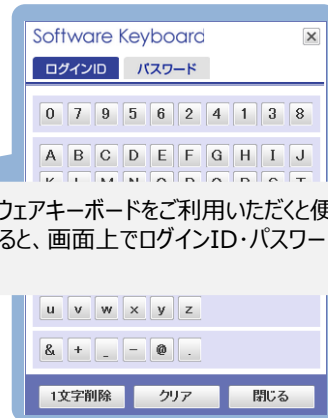 Software Keyboard
ログインID パスワード
0 7 9 5 6 2 4 1 3 8
A B C D E F G H I J
ウェアキーボードをご利用いただくと便
ると、画面上でログインID・パスワー
u v w x y z
& + _ - @ .
1文字削除 クリア 閉じる